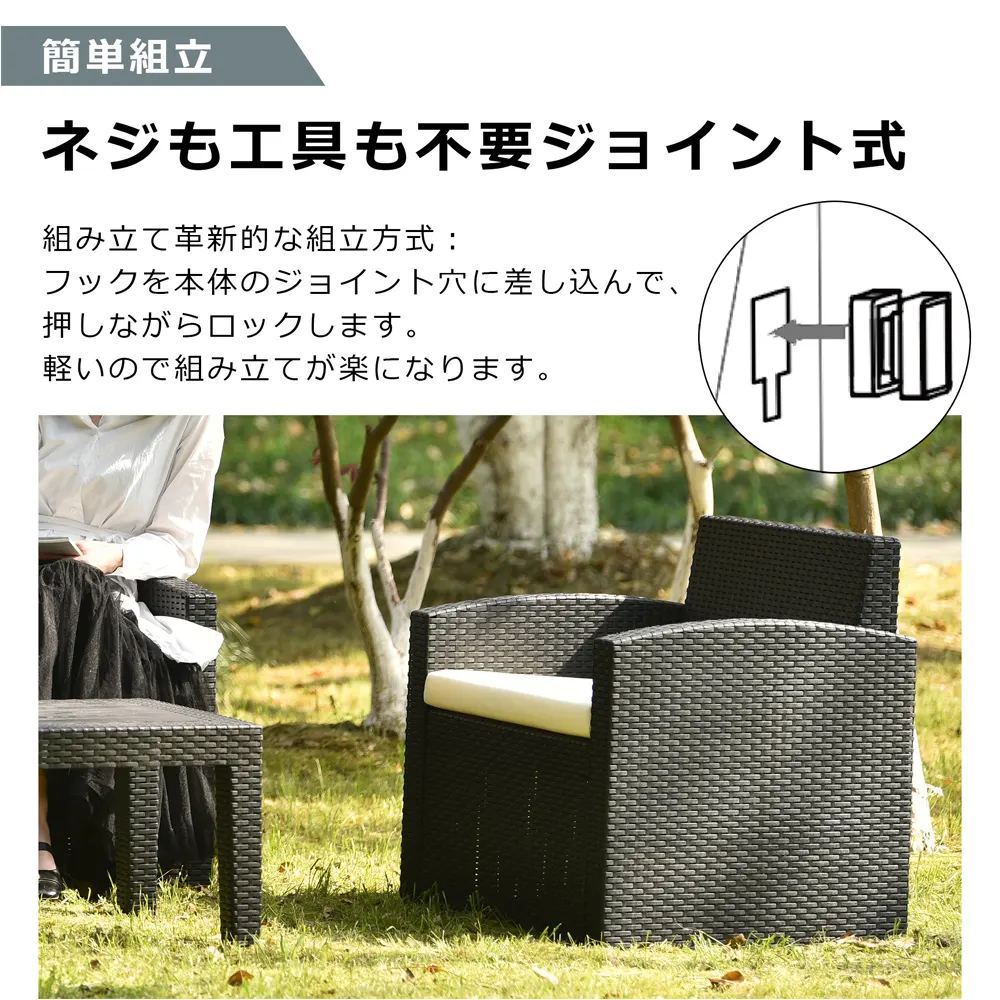 簡単組立
ネジも工具も不要ジョイント式
組み立て革新的な組立方式：
フックを本体のジョイント穴に差し込んで、
押しながらロックします。
軽いので組み立てが楽になります。